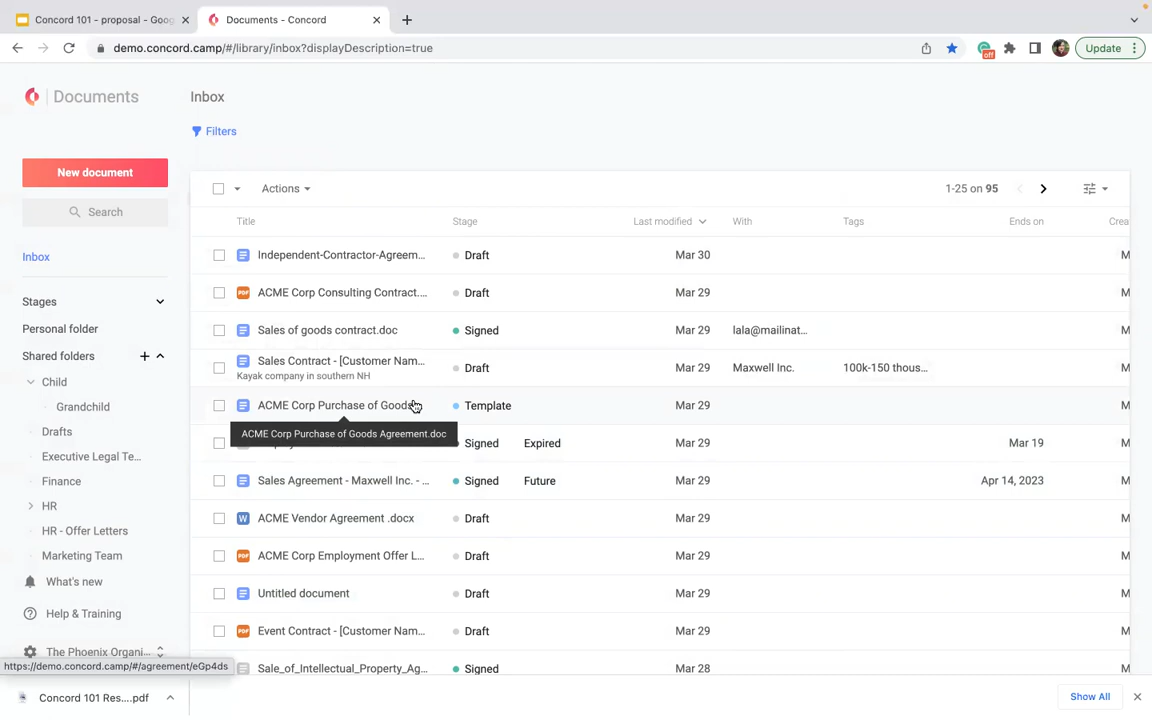 Concord 101 - proposal - Goog
Documents - Concord
demo.concord.camp/#/library/inbox?displayDescription=true
off
Update
Documents
Inbox
Filters
New document
Search
Inbox
Stages
Personal folder
Shared folders
Child
Grandchild
Drafts
Executive Legal Te...
Finance
HR
HR - Offer Letters
Marketing Team
What's new
Help & Training
The Phoenix Organi...
Actions
1-25 on 95
Title Stage Last modified With Tags Ends on Crea
Independent-Contractor-Agreem... Draft Mar 30 M
PDF ACME Corp Consulting Contract.... Draft Mar 29 M
Sales of goods contract.doc Signed Mar 29 lala@mailinat... M
Sales Contract - [Customer Nam... Draft Mar 29 Maxwell Inc. 100k-150 thous... M
Kayak company in southern NH
ACME Corp Purchase of Goods Template Mar 29 M
ACME Corp Purchase of Goods Agreement.doc
Signed Expired Mar 29 Mar 19 M
Sales Agreement - Maxwell Inc. - ... Signed Future Mar 29 Apr 14, 2023 M
W ACME Vendor Agreement .docx Draft Mar 29 M
PDF ACME Corp Employment Offer L... Draft Mar 29 M
Untitled document Draft Mar 29 M
PDF Event Contract - [Customer Nam... Draft Mar 29 M
Sale_of_Intellectual_Property_Ag... Signed Mar 28 M
https://demo.concord.camp/#/agreement/eGp4ds
Concord 101 Res....pdf
Show All